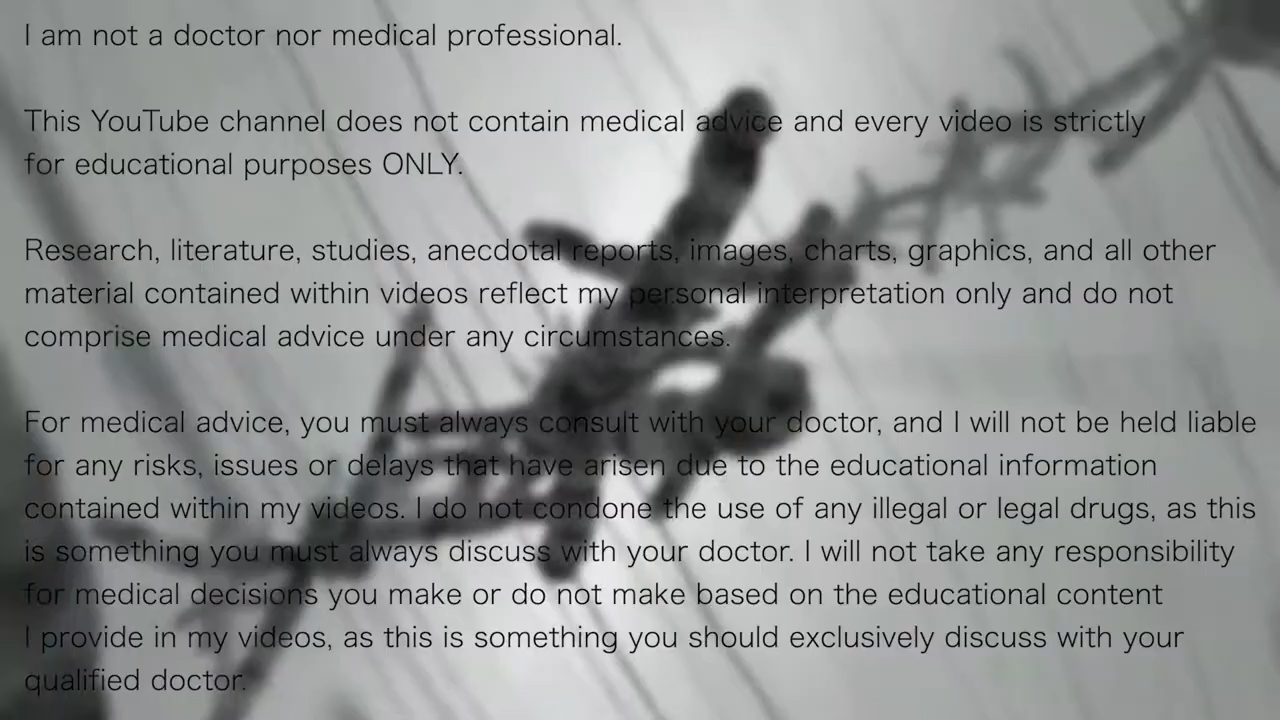 I am not a doctor nor medical professional.
This YouTube channel does not contain medical advice and every video is strictly
for educational purposes ONLY.
Research, literature, studies, anecdotal reports, images, charts, graphics, and all other
material contained within videos reflect my personal interpretation only and do not
comprise medical advice under any circumstances.
For medical advice, you must always consult with your doctor, and I will not be held liable
for any risks, issues or delays that have arisen due to the educational information
contained within my videos. I do not condone the use of any illegal or legal drugs, as this
is something you must always discuss with your doctor. I will not take any responsibility
for medical decisions you make or do not make based on the educational content
I provide in my videos, as this is something you should exclusively discuss with your
qualified doctor.